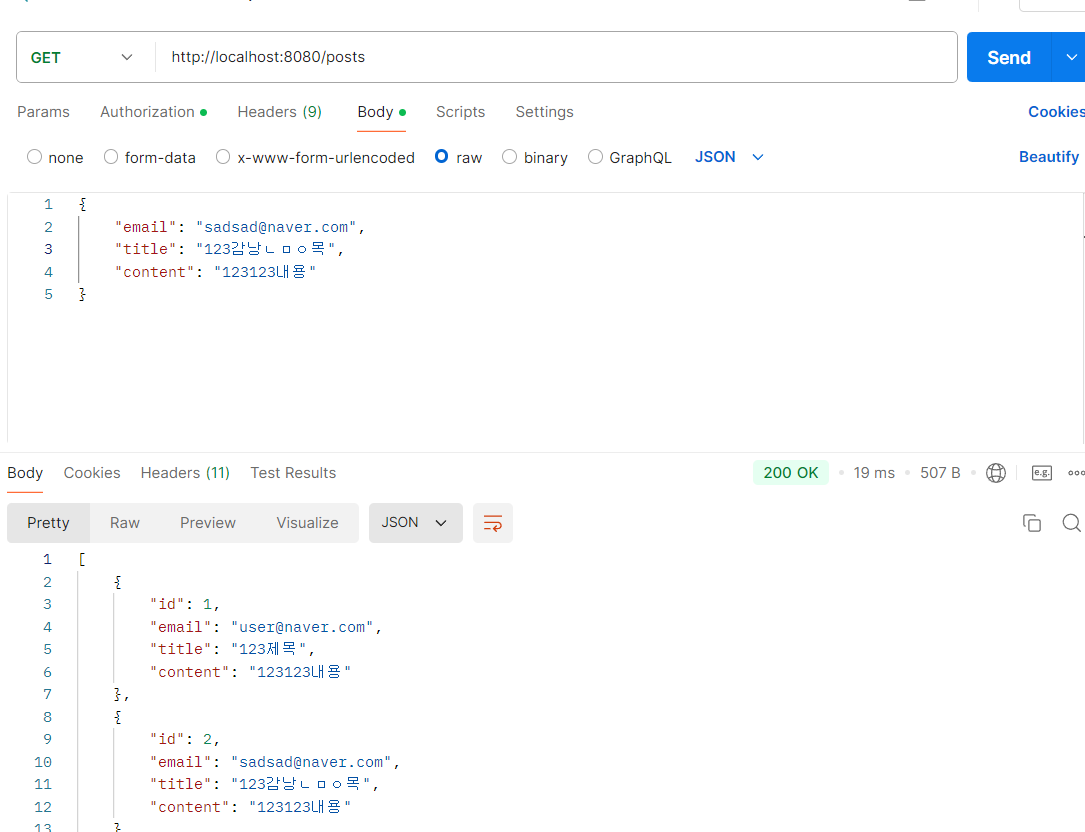 GET http://localhost:8080/posts Send
Params Authorization Headers (9) Body Scripts Settings Cookies
none form-data x-www-form-urlencoded raw binary GraphQL JSON Beautify
1 {
2 "email": "sadsad@naver.com",
3 "title": "123감낭ㄴㅁㅇ목",
4 "content": "123123내용"
5 }
Body Cookies Headers (11) Test Results 200 OK 19 ms 507 B e.g.
Pretty Raw Preview Visualize JSON
1 [
2 {
3 "id": 1,
4 "email": "user@naver.com",
5 "title": "123제목",
6 "content": "123123내용"
7 },
8 {
9 "id": 2,
10 "email": "sadsad@naver.com",
11 "title": "123감낭ㄴㅁㅇ목",
12 "content": "123123내용"
13 }